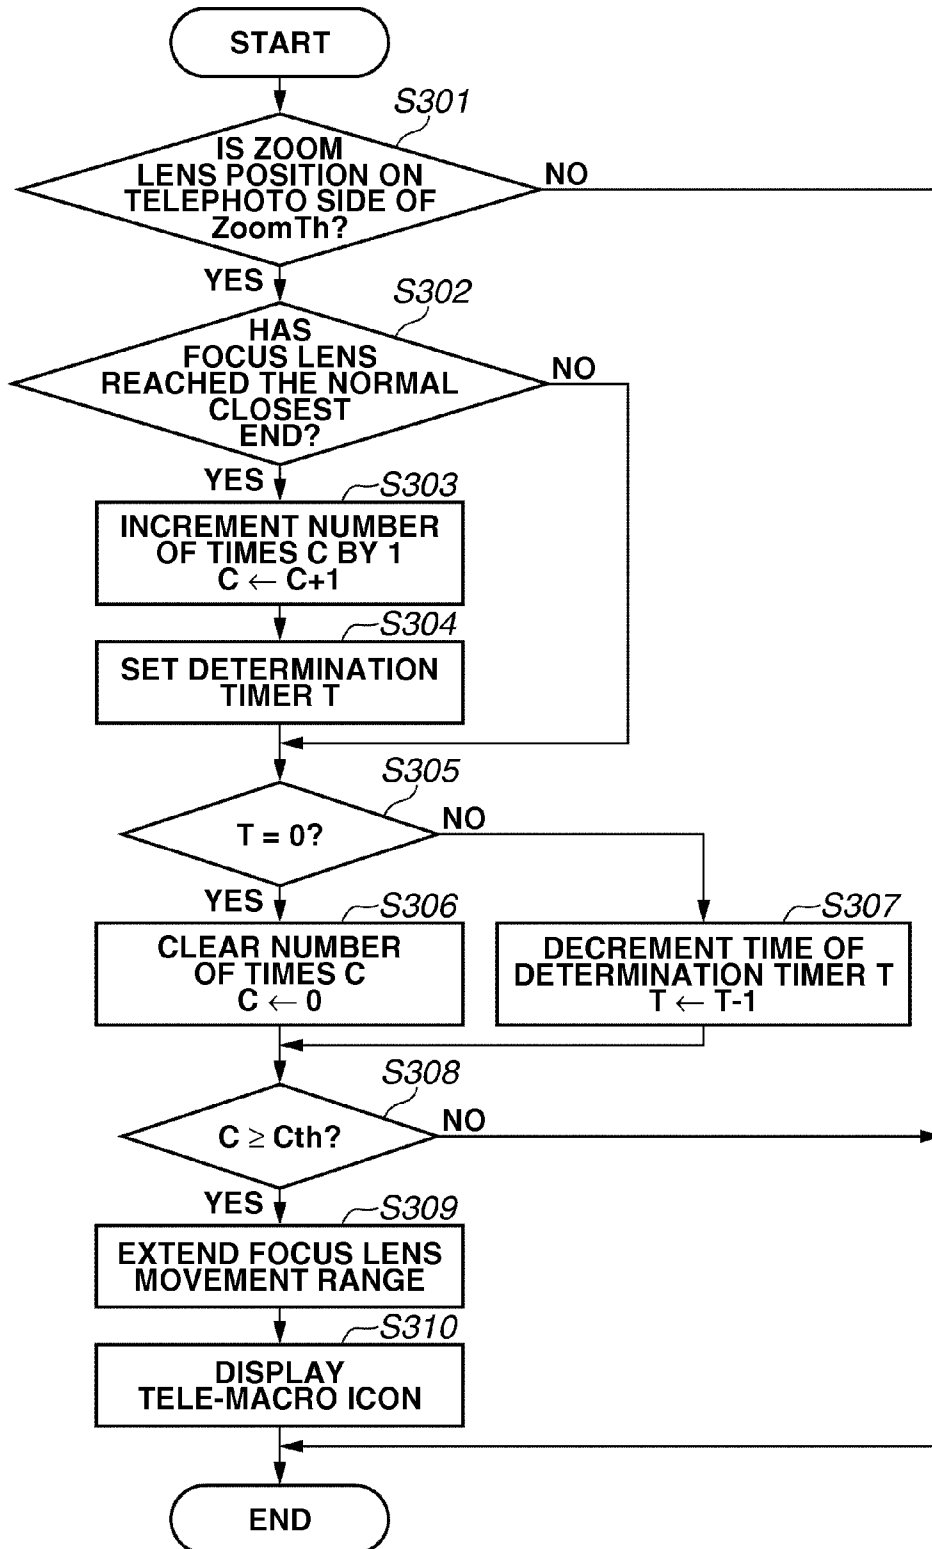 START
S301
IS ZOOM
LENS POSITION ON
TELEPHOTO SIDE OF
ZoomTh?
NO
YES
S302
HAS
FOCUS LENS
REACHED THE NORMAL
CLOSEST
END?
NO
YES
S303
INCREMENT NUMBER
OF TIMES C BY 1
C ← C+1
S304
SET DETERMINATION
TIMER T
S305
T = 0?
NO
YES
S306
CLEAR NUMBER
OF TIMES C
C ← 0
S307
DECREMENT TIME OF
DETERMINATION TIMER T
T ← T-1
S308
C ≥ Cth?
NO
YES
S309
EXTEND FOCUS LENS
MOVEMENT RANGE
S310
DISPLAY
TELE-MACRO ICON
END